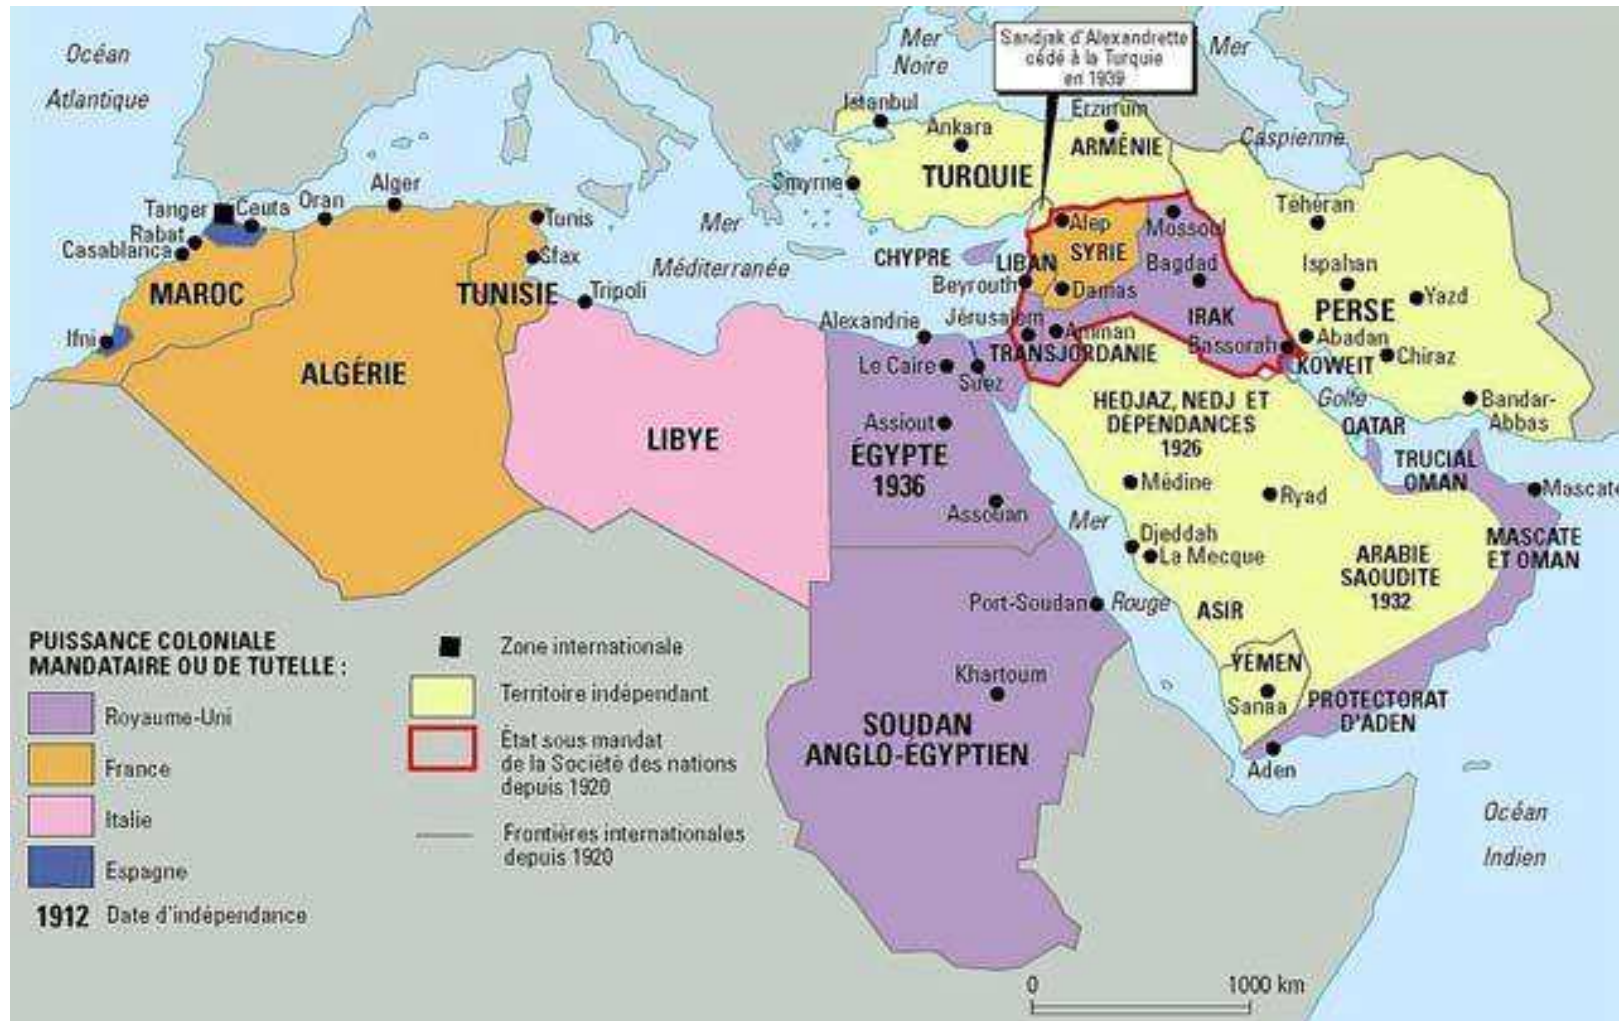 Océan
Atlantique
Mer
Noire
Sandjak d'Alexandrette
cédé à la Turquie
en 1939
Mer
Caspienne
Istanbul
Ankara
Erzurum
ARMÉNIE
TURQUIE
Smyrne
Tanger
Ceuta
Oran
Alger
Tunis
Rabat
Casablanca
Sfax
MAROC
TUNISIE
Tripoli
Ifni
ALGÉRIE
LIBYE
Mer
Méditerranée
CHYPRE
Alep
SYRIE
LIBAN
Beyrouth
Damas
Mossoul
Bagdad
IRAK
Bassorah
Téhéran
Ispahan
PERSE
Yazd
Abadan
KOWEIT
Chiraz
Golfe
Bandar-
Abbas
Alexandrie
Jérusalem
Amman
TRANSJORDANIE
Le Caire
Suez
Assiout
ÉGYPTE
1936
Assouan
HEDJAZ, NEDJ ET
DÉPENDANCES
1926
QATAR
TRUCIAL
OMAN
Mascate
Médine
Ryad
MASCATE
ET OMAN
Mer
Rouge
Djeddah
La Mecque
ARABIE
SAOUDITE
1932
Port-Soudan
ASIR
YÉMEN
Sanaa
Khartoum
SOUDAN
ANGLO-ÉGYPTIEN
PROTECTORAT
D'ADEN
Aden
Océan
Indien
PUISSANCE COLONIALE
MANDATAIRE OU DE TUTELLE :
Royaume-Uni
France
Italie
Espagne
1912 Date d'indépendance
Zone internationale
Territoire indépendant
État sous mandat
de la Société des nations
depuis 1920
Frontières internationales
depuis 1920
0 1000 km